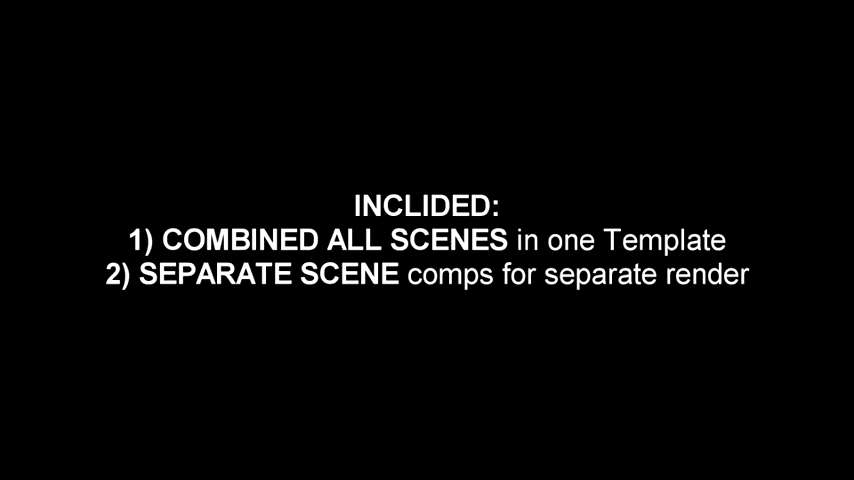 INCLIDED:
1) COMBINED ALL SCENES in one Template
2) SEPARATE SCENE comps for separate render